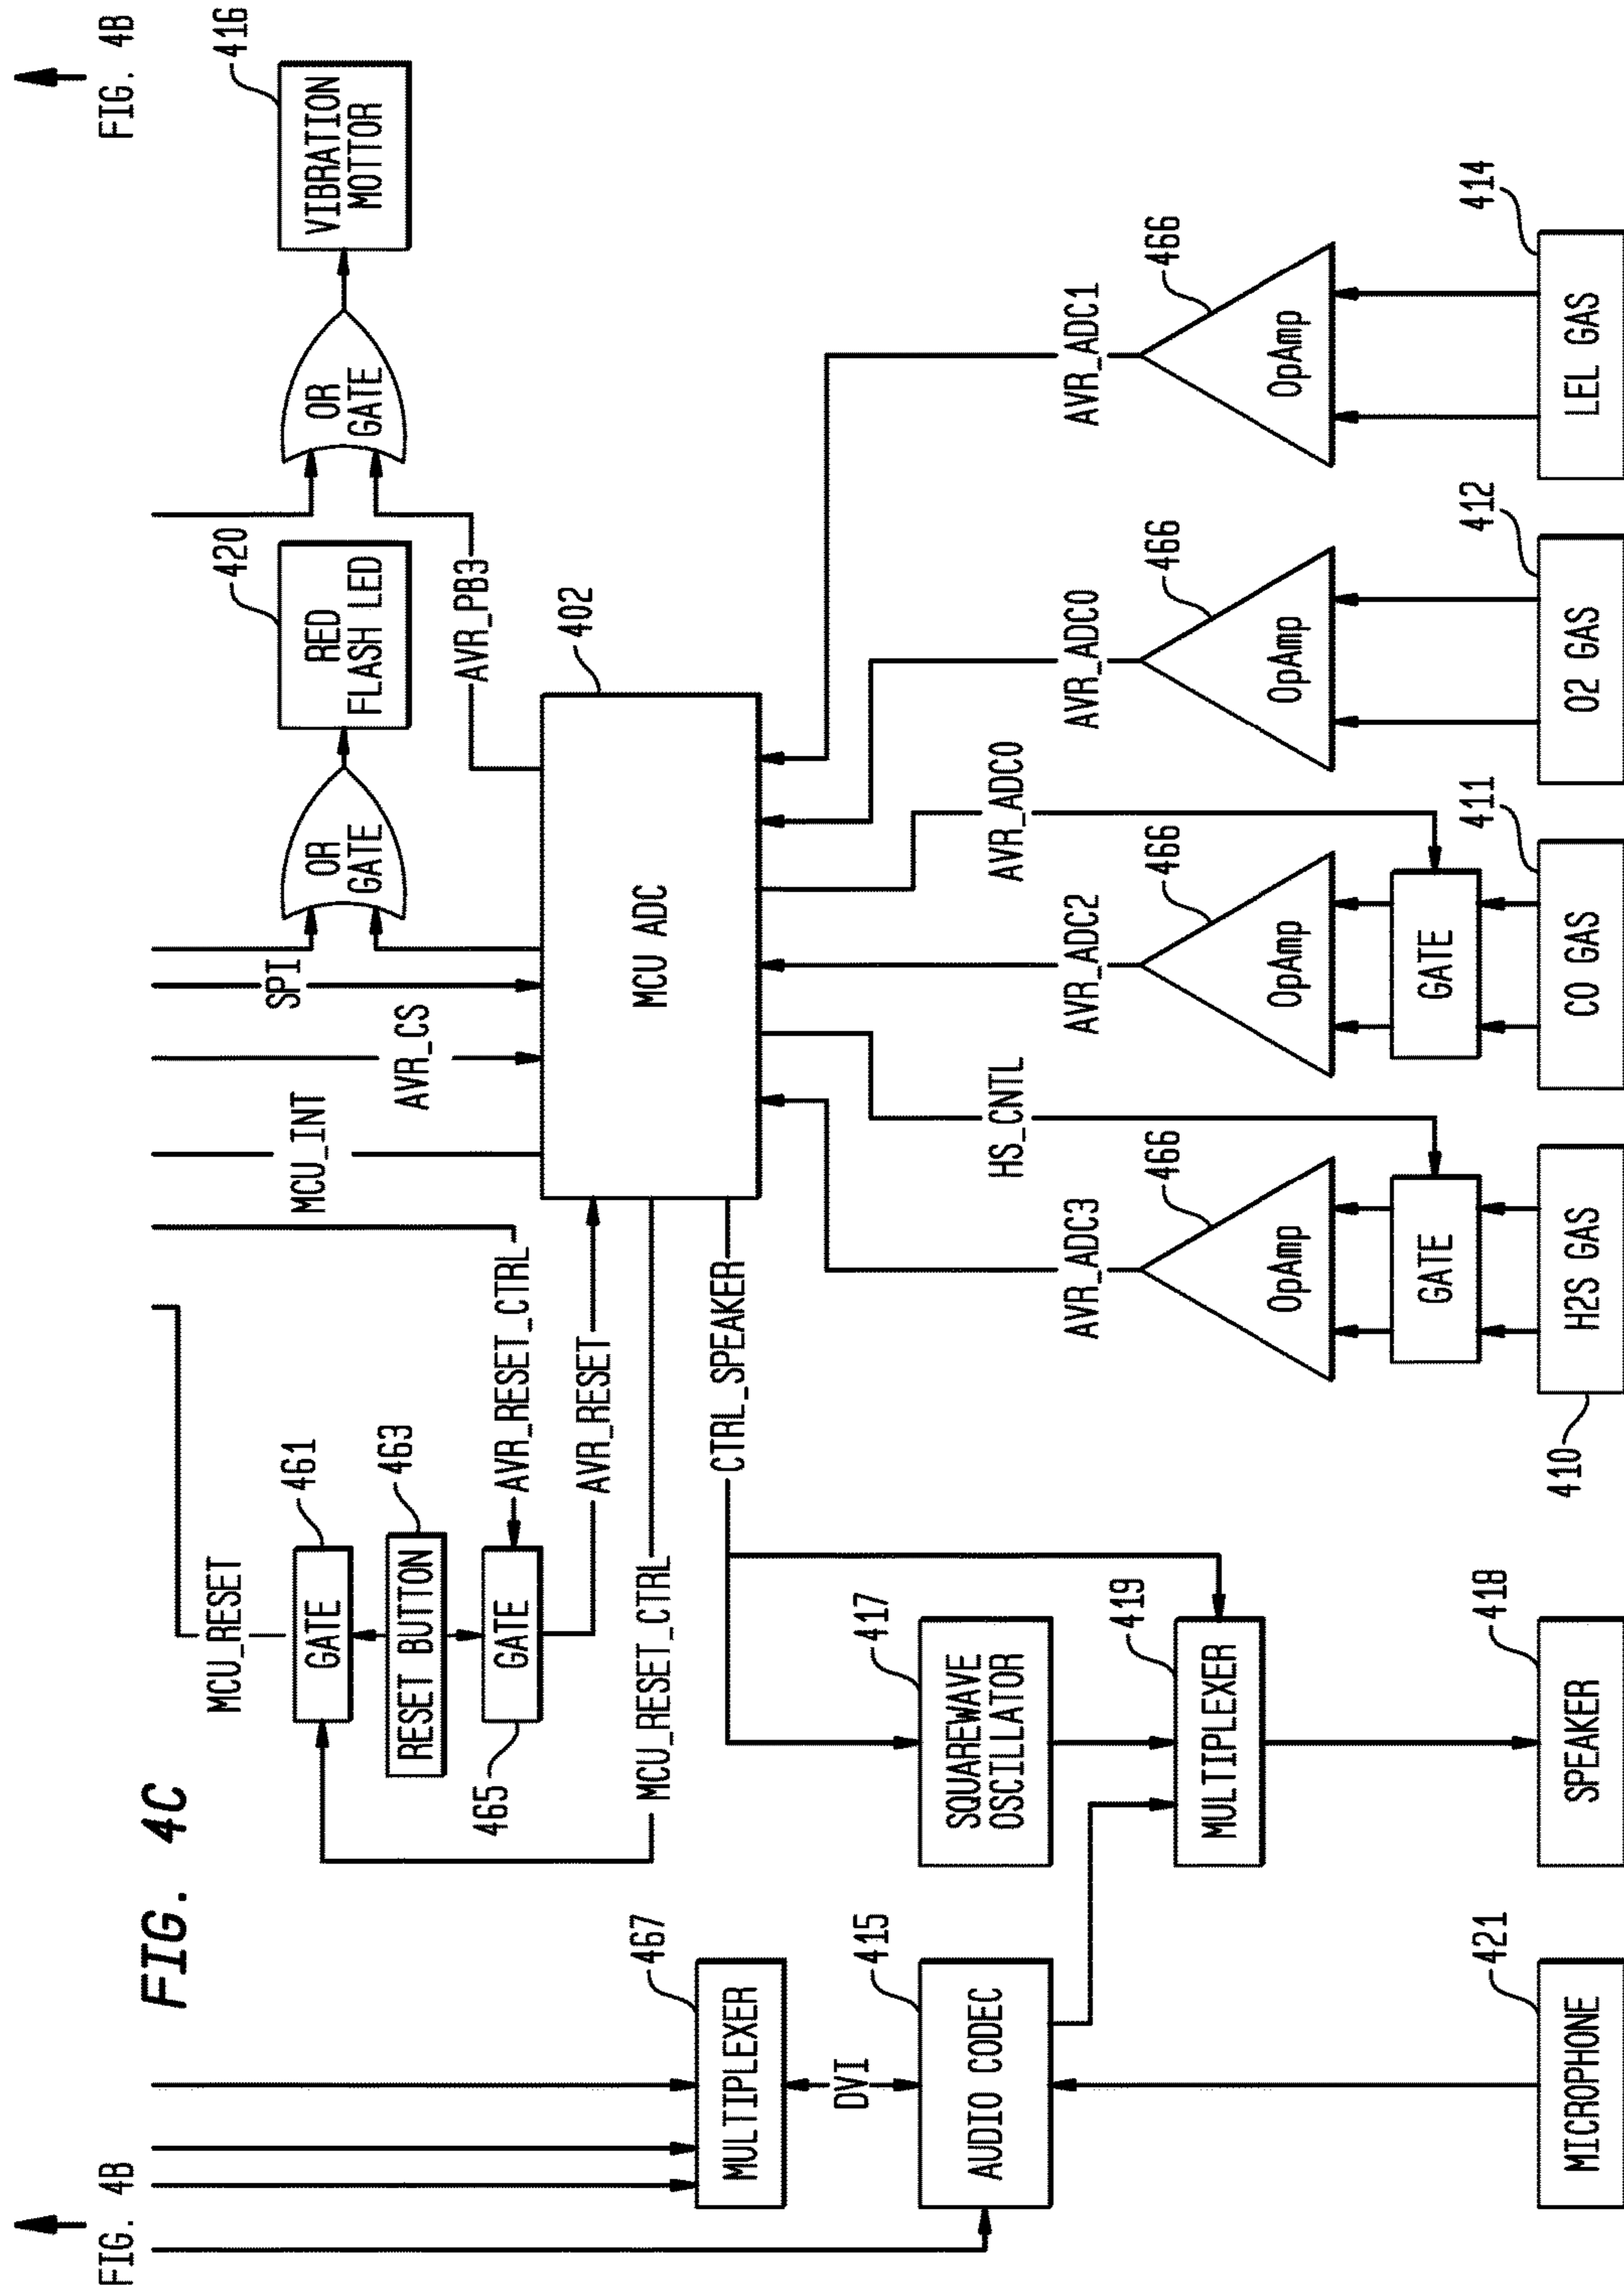 FIG. 4C
FIG. 4B
FIG. 4B
MCU_RESET
461
GATE
463
RESET BUTTON
GATE
465
AVR_RESET_CTRL
AVR_RESET
MCU_RESET_CTRL
CTRL_SPEAKER
MCU_INT
AVR_CS
SPI
OR
GATE
420
RED
FLASH LED
OR
GATE
416
VIBRATION
MOTTOR
AVR_PB3
402
MCU ADC
467
MULTIPLEXER
DVI
415
AUDIO CODEC
421
MICROPHONE
417
SQUAREWAVE
OSCILLATOR
419
MULTIPLEXER
418
SPEAKER
AVR_ADC3
HS_CNTL
AVR_ADC2
AVR_ADC0
AVR_ADC0
AVR_ADC1
466
OpAmp
466
OpAmp
466
OpAmp
466
OpAmp
GATE
GATE
410
H2S GAS
411
CO GAS
412
O2 GAS
414
LEL GAS